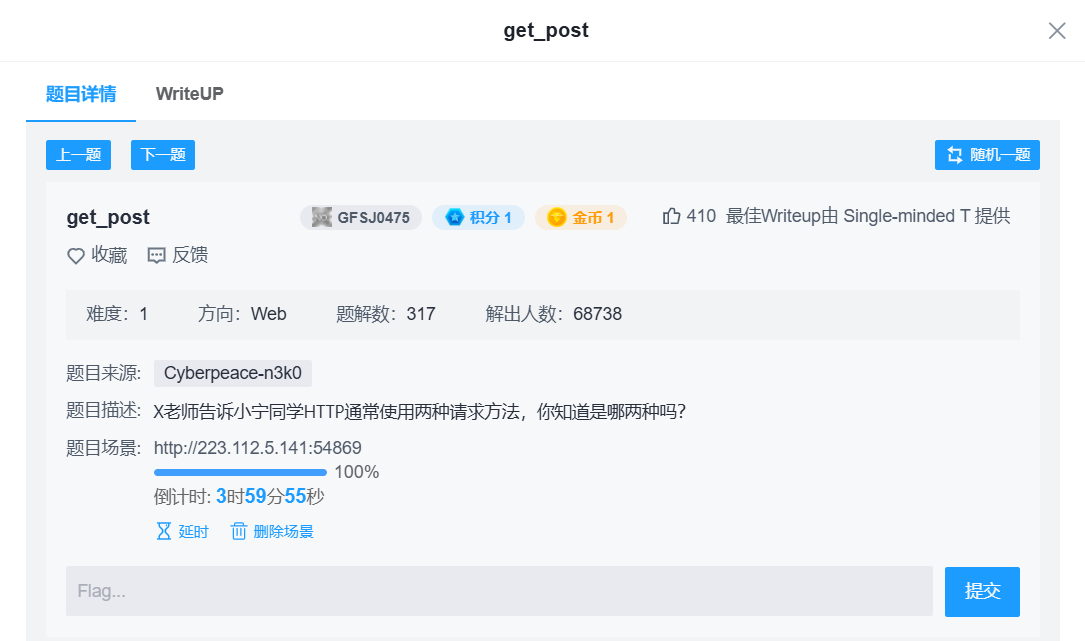 get_post
题目详情 WriteUP
上一题 下一题 随机一题
get_post GFSJ0475 积分 1 金币 1 410 最佳Writeup由 Single-minded T 提供
收藏 反馈
难度：1 方向：Web 题解数：317 解出人数：68738
题目来源: Cyberpeace-n3k0
题目描述: X老师告诉小宁同学HTTP通常使用两种请求方法，你知道是哪两种吗？
题目场景: http://223.112.5.141:54869
100%
倒计时: 3时59分55秒
延时 删除场景
Flag... 提交